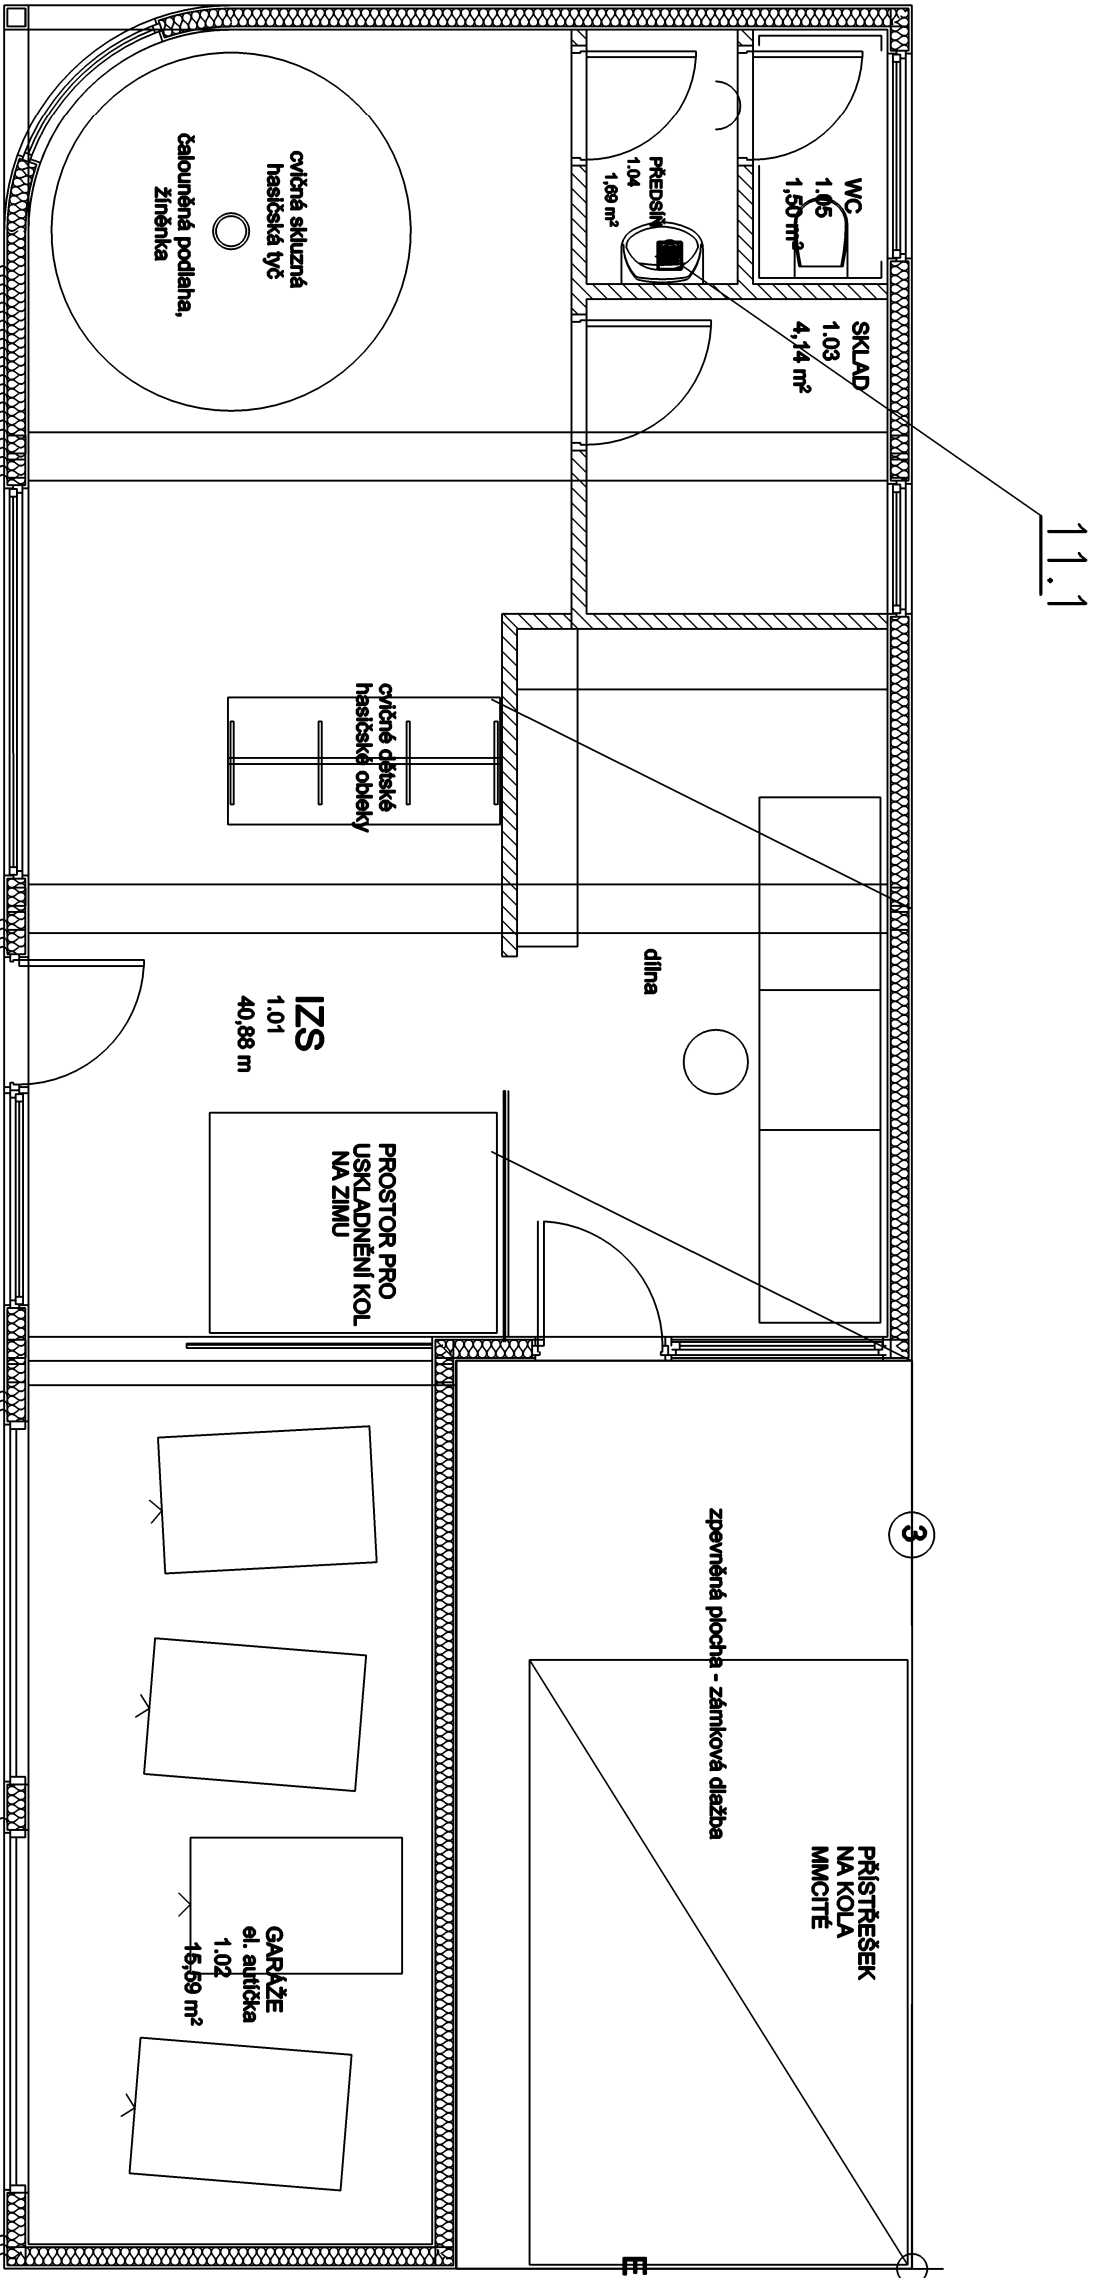 11.1
WC
1.05
1,50 m²
PŘEDSÍŇ
1.04
1,69 m²
SKLAD
1.03
4,14 m²
cvičná skluzná
hasičská tyč
čalouněná podlaha,
žíněnka
cvičné dětské
hasičské obleky
dílna
IZS
1.01
40,88 m
PROSTOR PRO
USKLADNĚNÍ KOL
NA ZIMU
3
zpevněná plocha - zámková dlažba
PŘÍSTŘEŠEK
NA KOLA
MMCITÉ
GARÁŽE
el. autíčka
1.02
15,59 m²
E